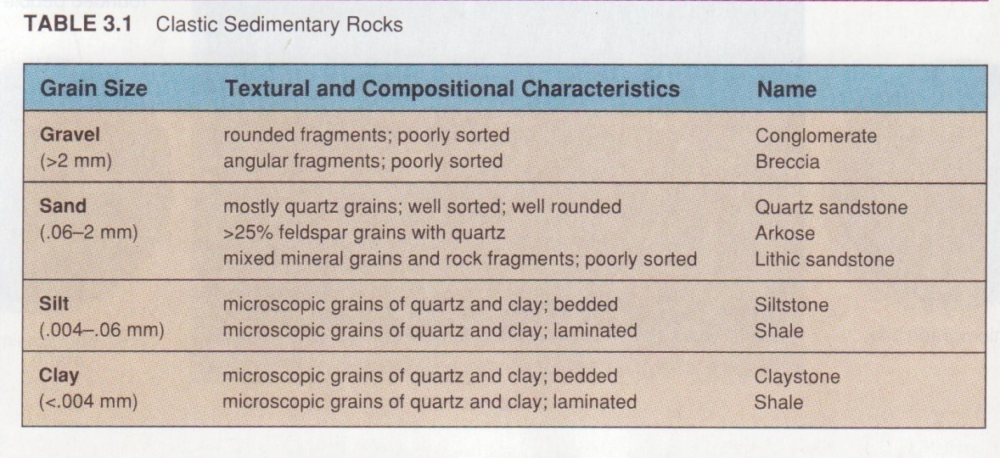 TABLE 3.1 Clastic Sedimentary Rocks
Grain Size Textural and Compositional Characteristics Name
Gravel rounded fragments; poorly sorted Conglomerate
(>2 mm) angular fragments; poorly sorted Breccia
Sand mostly quartz grains; well sorted; well rounded Quartz sandstone
(.06–2 mm) >25% feldspar grains with quartz Arkose
mixed mineral grains and rock fragments; poorly sorted Lithic sandstone
Silt microscopic grains of quartz and clay; bedded Siltstone
(.004–.06 mm) microscopic grains of quartz and clay; laminated Shale
Clay microscopic grains of quartz and clay; bedded Claystone
(<.004 mm) microscopic grains of quartz and clay; laminated Shale